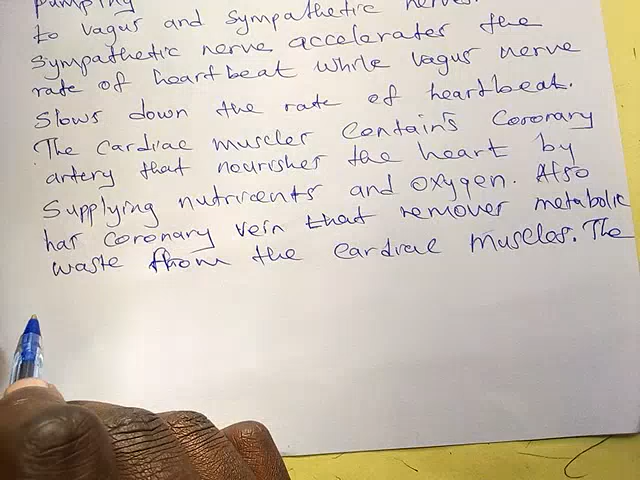 pumping
to vagus and sympathetic nerves.
sympathetic nerve accelerates the
rate of heartbeat while vagus nerve
slows down the rate of heartbeat.
The cardiac muscles contain's coronary
artery that nourishes the heart by
supplying nutrients and oxygen. Also
has coronary vein that removes metabolic
waste from the cardiac muscles. The